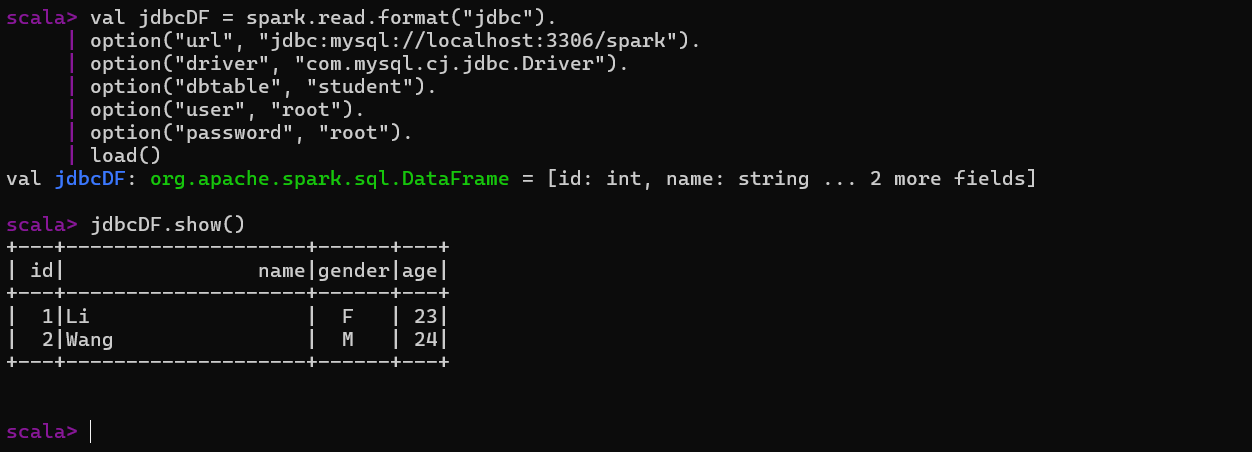 scala> val jdbcDF = spark.read.format("jdbc").
     | option("url", "jdbc:mysql://localhost:3306/spark").
     | option("driver", "com.mysql.cj.jdbc.Driver").
     | option("dbtable", "student").
     | option("user", "root").
     | option("password", "root").
     | load()
val jdbcDF: org.apache.spark.sql.DataFrame = [id: int, name: string ... 2 more fields]
scala> jdbcDF.show()
+---+--------------------+------+---+
| id|                name|gender|age|
+---+--------------------+------+---+
|  1|Li                  |  F   | 23|
|  2|Wang                |  M   | 24|
+---+--------------------+------+---+
scala>